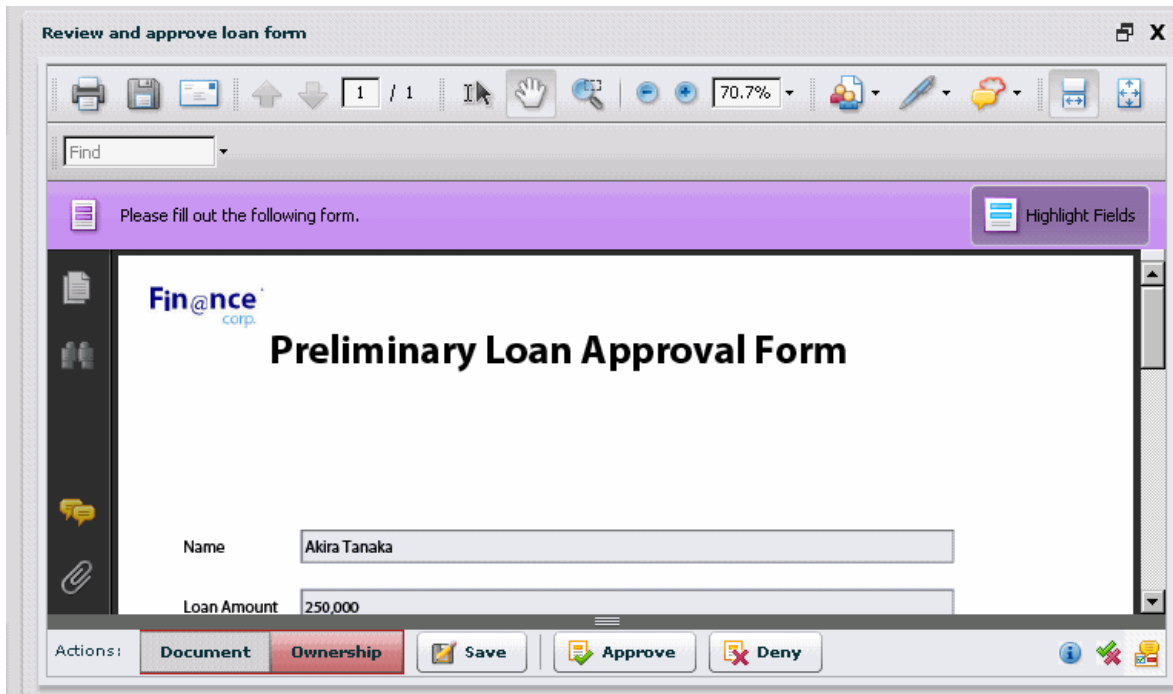 Review and approve loan form
1 / 1
70.7%
Find
Please fill out the following form.
Highlight Fields
Fin@nce
corp.
Preliminary Loan Approval Form
Name Akira Tanaka
Loan Amount 250,000
Actions: Document Ownership Save Approve Deny